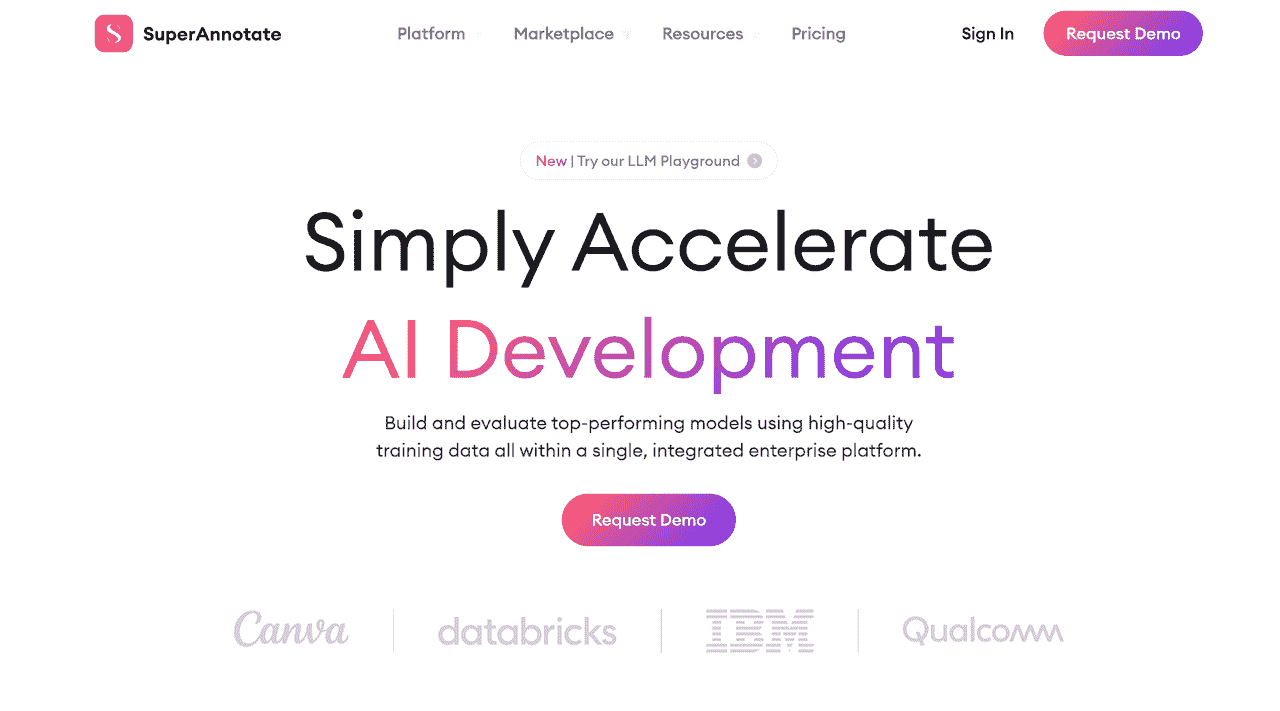 SuperAnnotate
Platform
Marketplace
Resources
Pricing
Sign In
Request Demo
New | Try our LLM Playground
Simply Accelerate
AI Development
Build and evaluate top-performing models using high-quality
training data all within a single, integrated enterprise platform.
Request Demo
Canva
databricks
IBM
Qualcomm